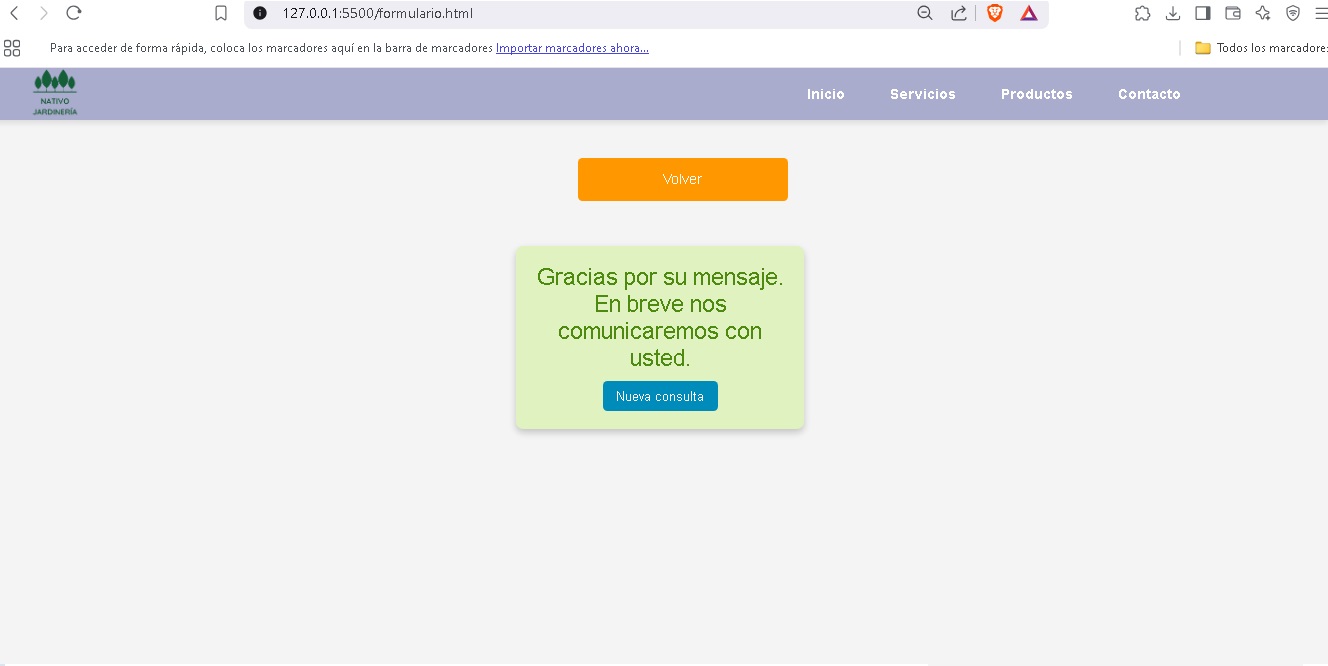 127.0.0.1:5500/formulario.html
Para acceder de forma rápida, coloca los marcadores aquí en la barra de marcadores Importar marcadores ahora...
Todos los marcadores
NATIVO
JARDINERÍA
Inicio Servicios Productos Contacto
Volver
Gracias por su mensaje.
En breve nos
comunicaremos con
usted.
Nueva consulta